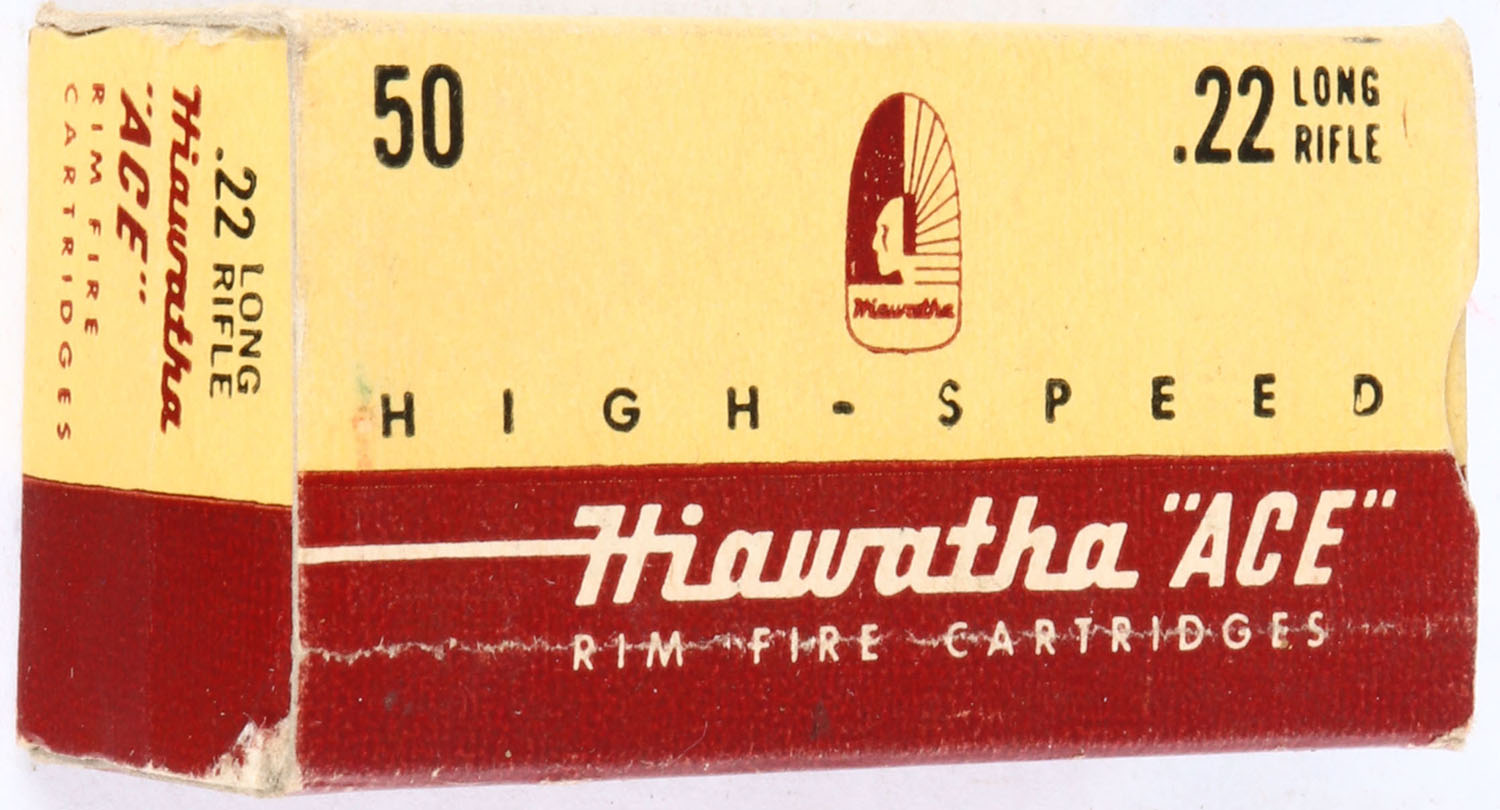 50
.22 LONG
RIFLE
Hiawatha
HIGH-SPEED
Hiawatha "ACE"
RIM FIRE CARTRIDGES
.22 LONG
RIFLE
Hiawatha
"ACE"
RIM FIRE
CARTRIDGES